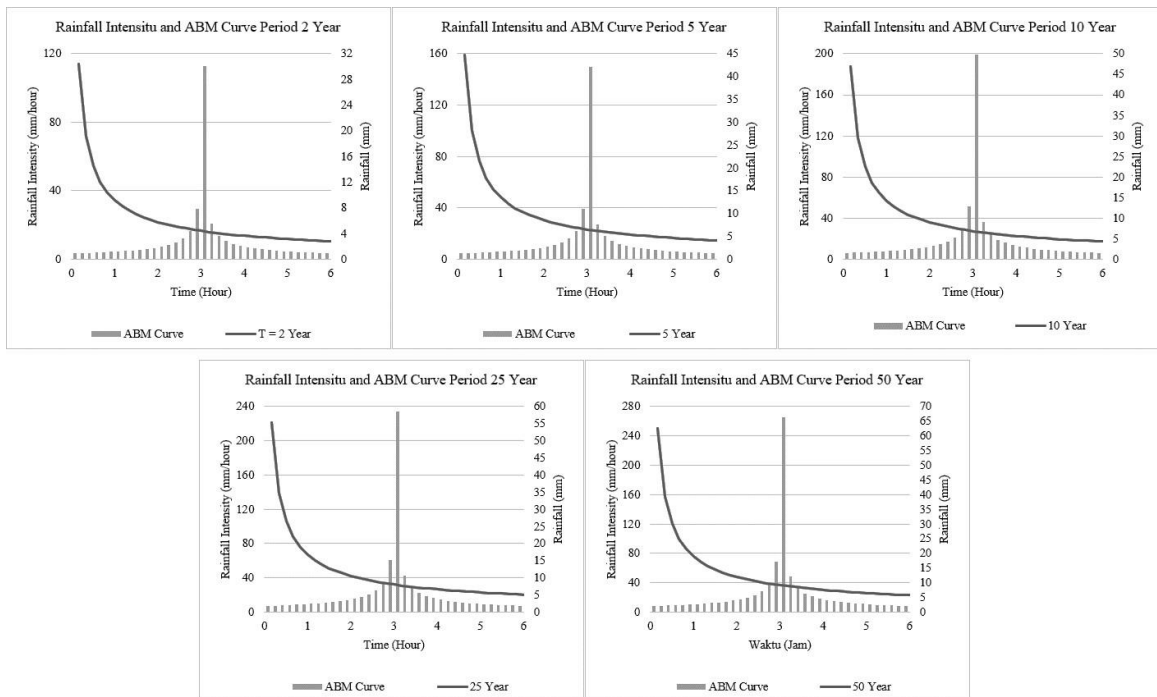 Rainfall Intensitu and ABM Curve Period 2 Year
Rainfall Intensity (mm/hour)
120
80
40
0
32
28
24
20
16
12
8
4
0
Rainfall (mm)
0 1 2 3 4 5 6
Time (Hour)
ABM Curve T = 2 Year
Rainfall Intensitu and ABM Curve Period 5 Year
Rainfall Intensity (mm/hour)
160
120
80
40
0
45
40
35
30
25
20
15
10
5
0
Rainfall (mm)
0 1 2 3 4 5 6
Time (Hour)
ABM Curve 5 Year
Rainfall Intensitu and ABM Curve Period 10 Year
Rainfall Intensity (mm/hour)
200
160
120
80
40
0
50
45
40
35
30
25
20
15
10
5
0
Rainfall (mm)
0 1 2 3 4 5 6
Time (Hour)
ABM Curve 10 Year
Rainfall Intensitu and ABM Curve Period 25 Year
Rainfall Intensity (mm/hour)
240
200
160
120
80
40
0
60
55
50
45
40
35
30
25
20
15
10
5
0
Rainfall (mm)
0 1 2 3 4 5 6
Time (Hour)
ABM Curve 25 Year
Rainfall Intensitu and ABM Curve Period 50 Year
Rainfall Intensity (mm/hour)
280
240
200
160
120
80
40
0
70
65
60
55
50
45
40
35
30
25
20
15
10
5
0
Rainfall (mm)
0 1 2 3 4 5 6
Waktu (Jam)
ABM Curve 50 Year